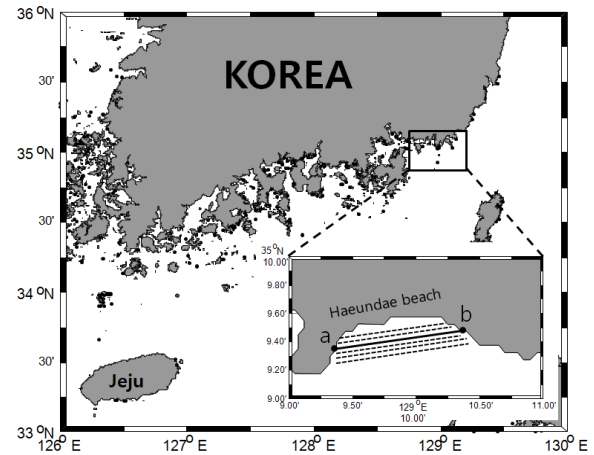 36 °N
KOREA
30'
35 °N
30'
35 °N
10.00'
Haeundae beach
9.80'
9.60'
a
b
9.40'
9.20'
9.00'
9.00'
9.50'
129 °E
10.00'
10.50'
11.00'
34 °N
30'
Jeju
33 °N
126° E
127° E
128° E
129° E
130° E